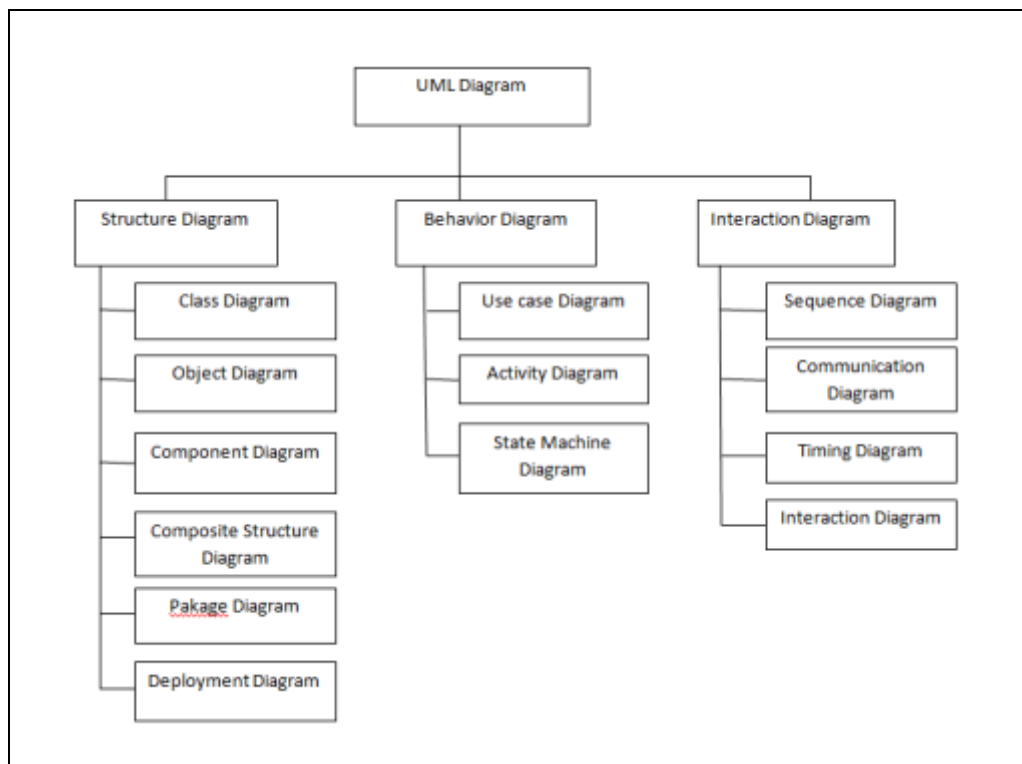 UML Diagram
Structure Diagram
Class Diagram
Object Diagram
Component Diagram
Composite Structure
Diagram
Pakage Diagram
Deployment Diagram
Behavior Diagram
Use case Diagram
Activity Diagram
State Machine
Diagram
Interaction Diagram
Sequence Diagram
Communication
Diagram
Timing Diagram
Interaction Diagram